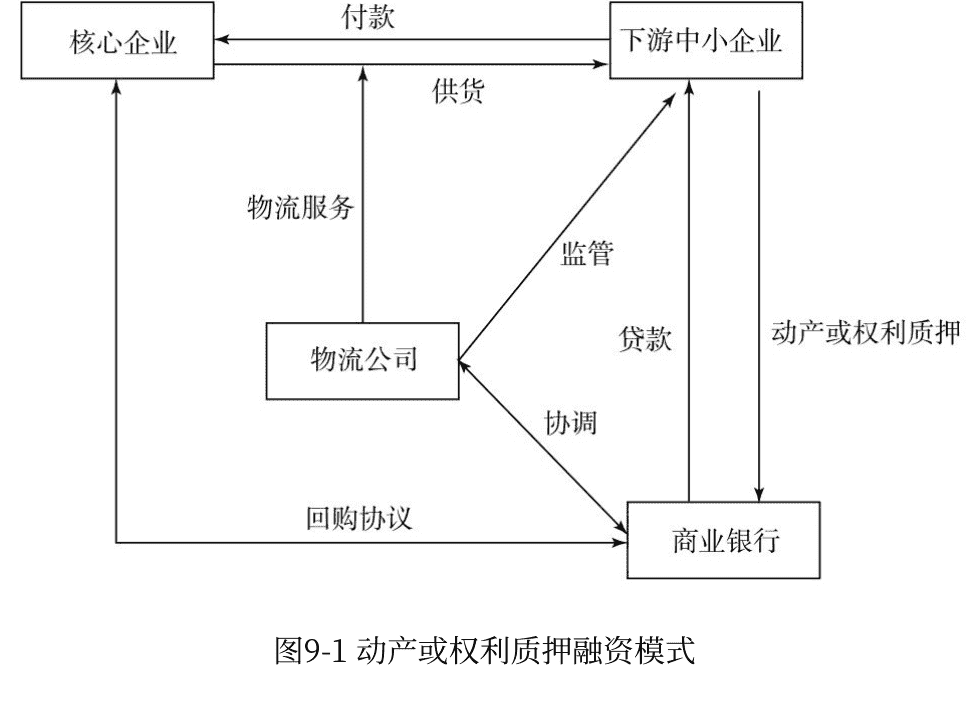 付款
核心企业
下游中小企业
供货
物流服务
监管
物流公司
贷款
动产或权利质押
协调
回购协议
商业银行
图9-1 动产或权利质押融资模式